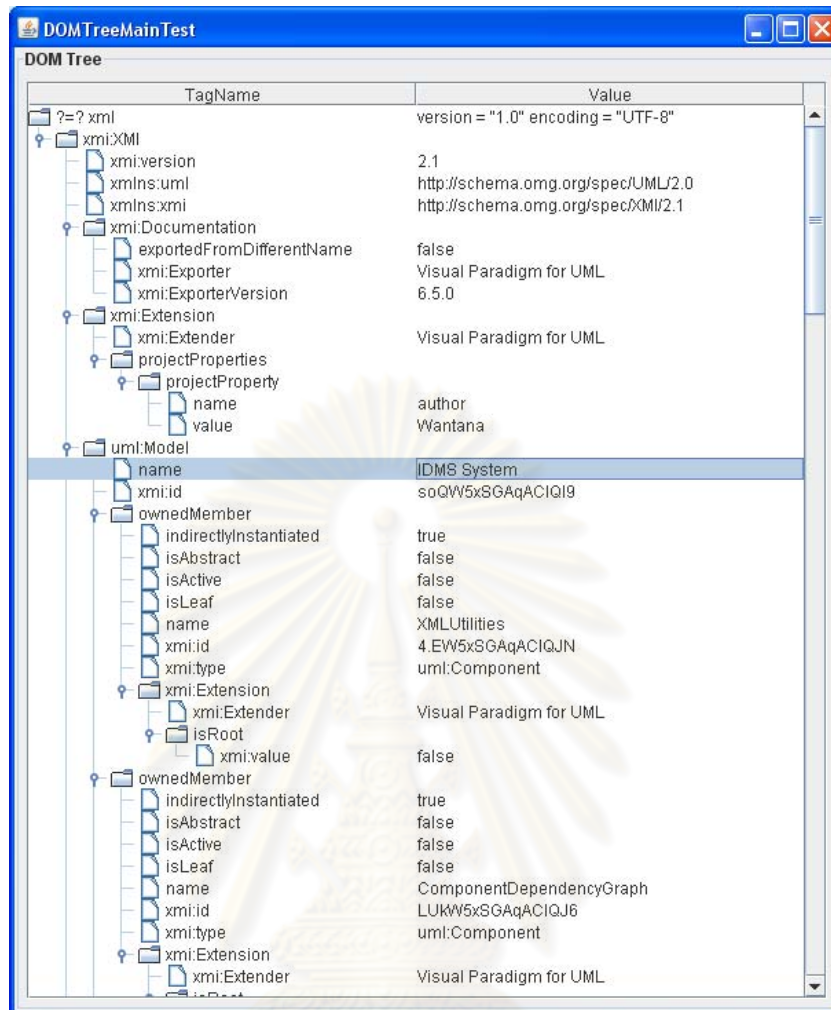 DOMTreeMainTest
DOM Tree
TagName Value
?=? xml version = "1.0" encoding = "UTF-8"
xmi:XMI
xmi:version 2.1
xmlns:uml http://schema.omg.org/spec/UML/2.0
xmlns:xmi http://schema.omg.org/spec/XMI/2.1
xmi:Documentation
exportedFromDifferentName false
xmi:Exporter Visual Paradigm for UML
xmi:ExporterVersion 6.5.0
xmi:Extension
xmi:Extender Visual Paradigm for UML
projectProperties
projectProperty
name author
value Wantana
uml:Model
name IDMS System
xmi:id soQW5xSGAqACIQI9
ownedMember
indirectlyInstantiated true
isAbstract false
isActive false
isLeaf false
name XMLUtilities
xmi:id 4.EW5xSGAqACIQJN
xmi:type uml:Component
xmi:Extension
xmi:Extender Visual Paradigm for UML
isRoot
xmi:value false
ownedMember
indirectlyInstantiated true
isAbstract false
isActive false
isLeaf false
name ComponentDependencyGraph
xmi:id LUkW5xSGAqACIQJ6
xmi:type uml:Component
xmi:Extension
xmi:Extender Visual Paradigm for UML
isRoot